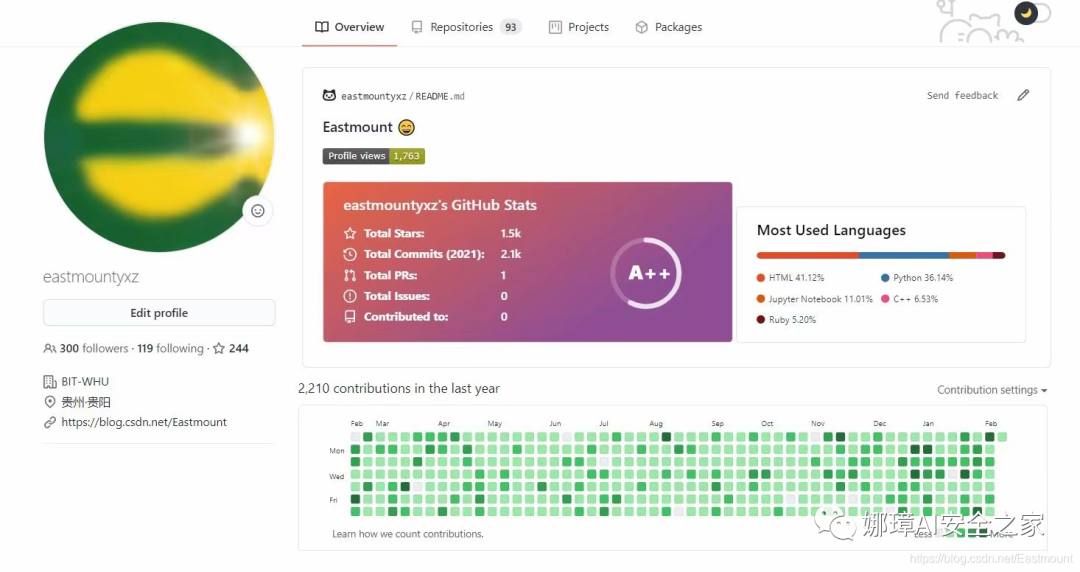 Overview Repositories 93 Projects Packages
eastmountyxz / README.md Send feedback
Eastmount
Profile views 1,763
eastmountyxz's GitHub Stats
Total Stars: 1.5k
Total Commits (2021): 2.1k
Total PRs: 1
Total Issues: 0
Contributed to: 0
A++
Most Used Languages
HTML 41.12% Python 36.14%
Jupyter Notebook 11.01% C++ 6.53%
Ruby 5.20%
eastmountyxz
Edit profile
300 followers · 119 following · 244
BIT-WHU
贵州·贵阳
https://blog.csdn.net/Eastmount
2,210 contributions in the last year Contribution settings
Feb Mar Apr May Jun Jul Aug Sep Oct Nov Dec Jan Feb
Mon
Wed
Fri
Learn how we count contributions. Less More
娜璋AI安全之家
https://blog.csdn.net/Eastmount